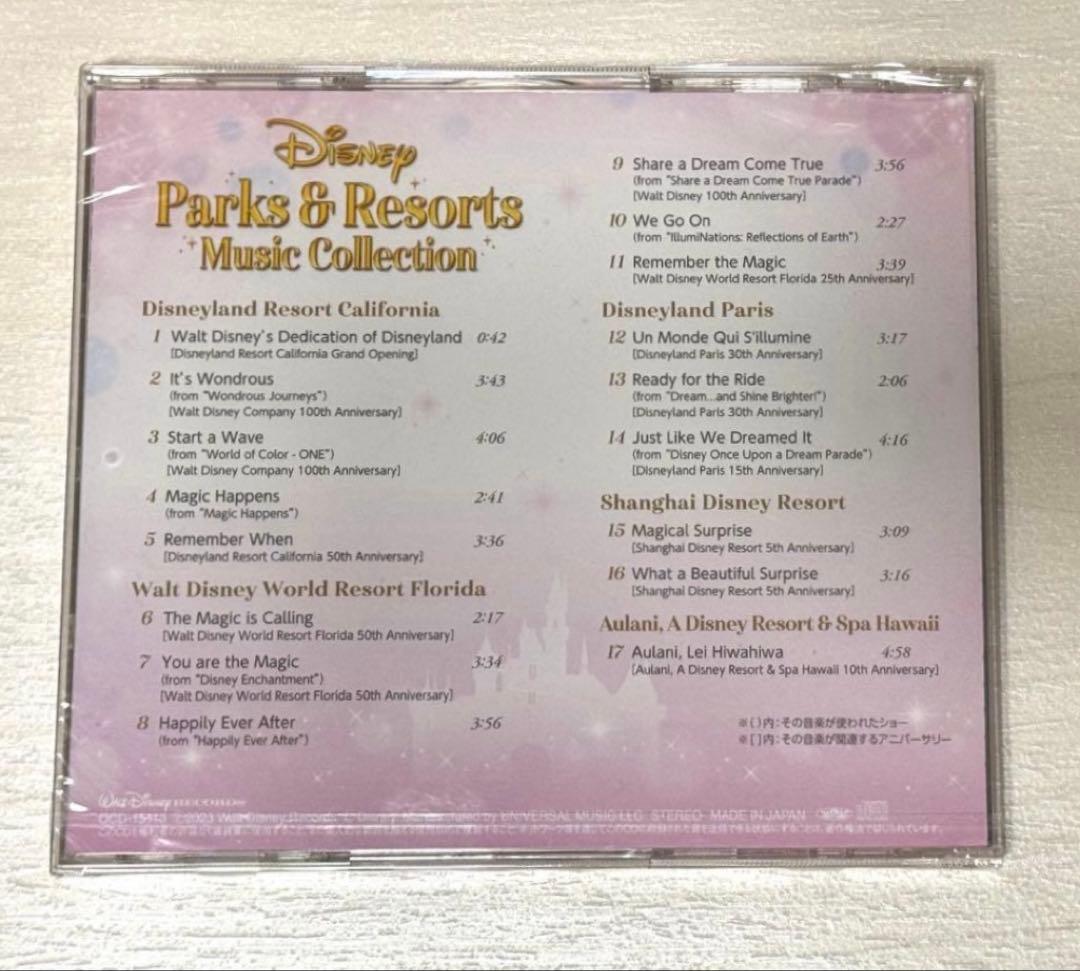 Disney
Parks & Resorts
Music Collection
Disneyland Resort California
1 Walt Disney's Dedication of Disneyland 0:42
[Disneyland Resort California Grand Opening]
2 It's Wondrous 3:43
(from "Wondrous Journeys")
[Walt Disney Company 100th Anniversary]
3 Start a Wave 4:06
(from "World of Color - ONE")
[Walt Disney Company 100th Anniversary]
4 Magic Happens 2:41
(from "Magic Happens")
5 Remember When 3:36
[Disneyland Resort California 50th Anniversary]
Walt Disney World Resort Florida
6 The Magic is Calling 2:17
[Walt Disney World Resort Florida 50th Anniversary]
7 You are the Magic 3:34
(from "Disney Enchantment")
[Walt Disney World Resort Florida 50th Anniversary]
8 Happily Ever After 3:56
(from "Happily Ever After")
9 Share a Dream Come True 3:56
(from "Share a Dream Come True Parade")
[Walt Disney 100th Anniversary]
10 We Go On 2:27
(from "IllumiNations: Reflections of Earth")
11 Remember the Magic 3:39
[Walt Disney World Resort Florida 25th Anniversary]
Disneyland Paris
12 Un Monde Qui S'illumine 3:17
[Disneyland Paris 30th Anniversary]
13 Ready for the Ride 2:06
(from "Dream...and Shine Brighter!")
[Disneyland Paris 30th Anniversary]
14 Just Like We Dreamed It 4:16
(from "Disney Once Upon a Dream Parade")
[Disneyland Paris 15th Anniversary]
Shanghai Disney Resort
15 Magical Surprise 3:09
[Shanghai Disney Resort 5th Anniversary]
16 What a Beautiful Surprise 3:16
[Shanghai Disney Resort 5th Anniversary]
Aulani, A Disney Resort & Spa Hawaii
17 Aulani, Lei Hiwahiwa 4:58
[Aulani, A Disney Resort & Spa Hawaii 10th Anniversary]
※( )内：その音楽が使われたショー
※[ ]内：その音楽が関連するアニバーサリー
Walt Disney RECORDS
2023 Walt Disney Records by UNIVERSAL MUSIC LLC STEREO MADE IN JAPAN